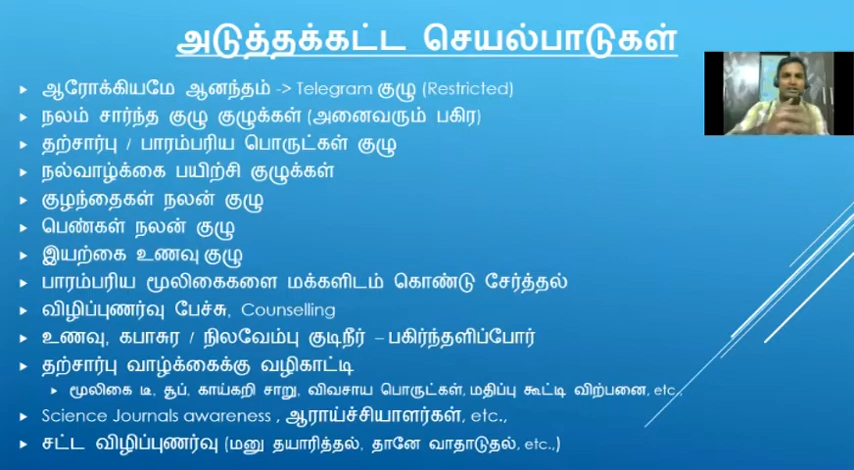 அடுத்தக்கட்ட செயல்பாடுகள்
ஆரோக்கியமே ஆனந்தம் -> Telegram குழு (Restricted)
நலம் சார்ந்த குழு குழுக்கள் (அனைவரும் பகிர)
தற்சார்பு / பாரம்பரிய பொருட்கள் குழு
நல்வாழ்க்கை பயிற்சி குழுக்கள்
குழந்தைகள் நலன் குழு
பெண்கள் நலன் குழு
இயற்கை உணவு குழு
பாரம்பரிய மூலிகைகளை மக்களிடம் கொண்டு சேர்த்தல்
விழிப்புணர்வு பேச்சு, Counselling
உணவு, கபாசுர / நிலவேம்பு குடிநீர் – பகிர்ந்தளிப்போர்
தற்சார்பு வாழ்க்கைக்கு வழிகாட்டி
மூலிகை டீ, சூப், காய்கறி சாறு, விவசாய பொருட்கள், மதிப்பு கூட்டி விற்பனை, etc.,
Science Journals awareness , ஆராய்ச்சியாளர்கள், etc.,
சட்ட விழிப்புணர்வு (மனு தயாரித்தல், தானே வாதாடுதல், etc.,)